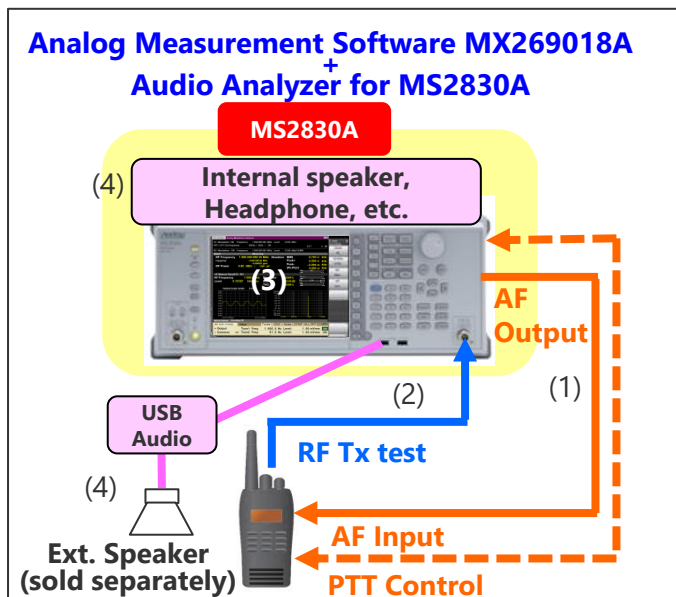 Analog Measurement Software MX269018A
+
Audio Analyzer for MS2830A
MS2830A
(4)
Internal speaker,
Headphone, etc.
(3)
AF
Output
(2)
(1)
USB
Audio
RF Tx test
(4)
AF Input
Ext. Speaker
(sold separately)
PTT Control